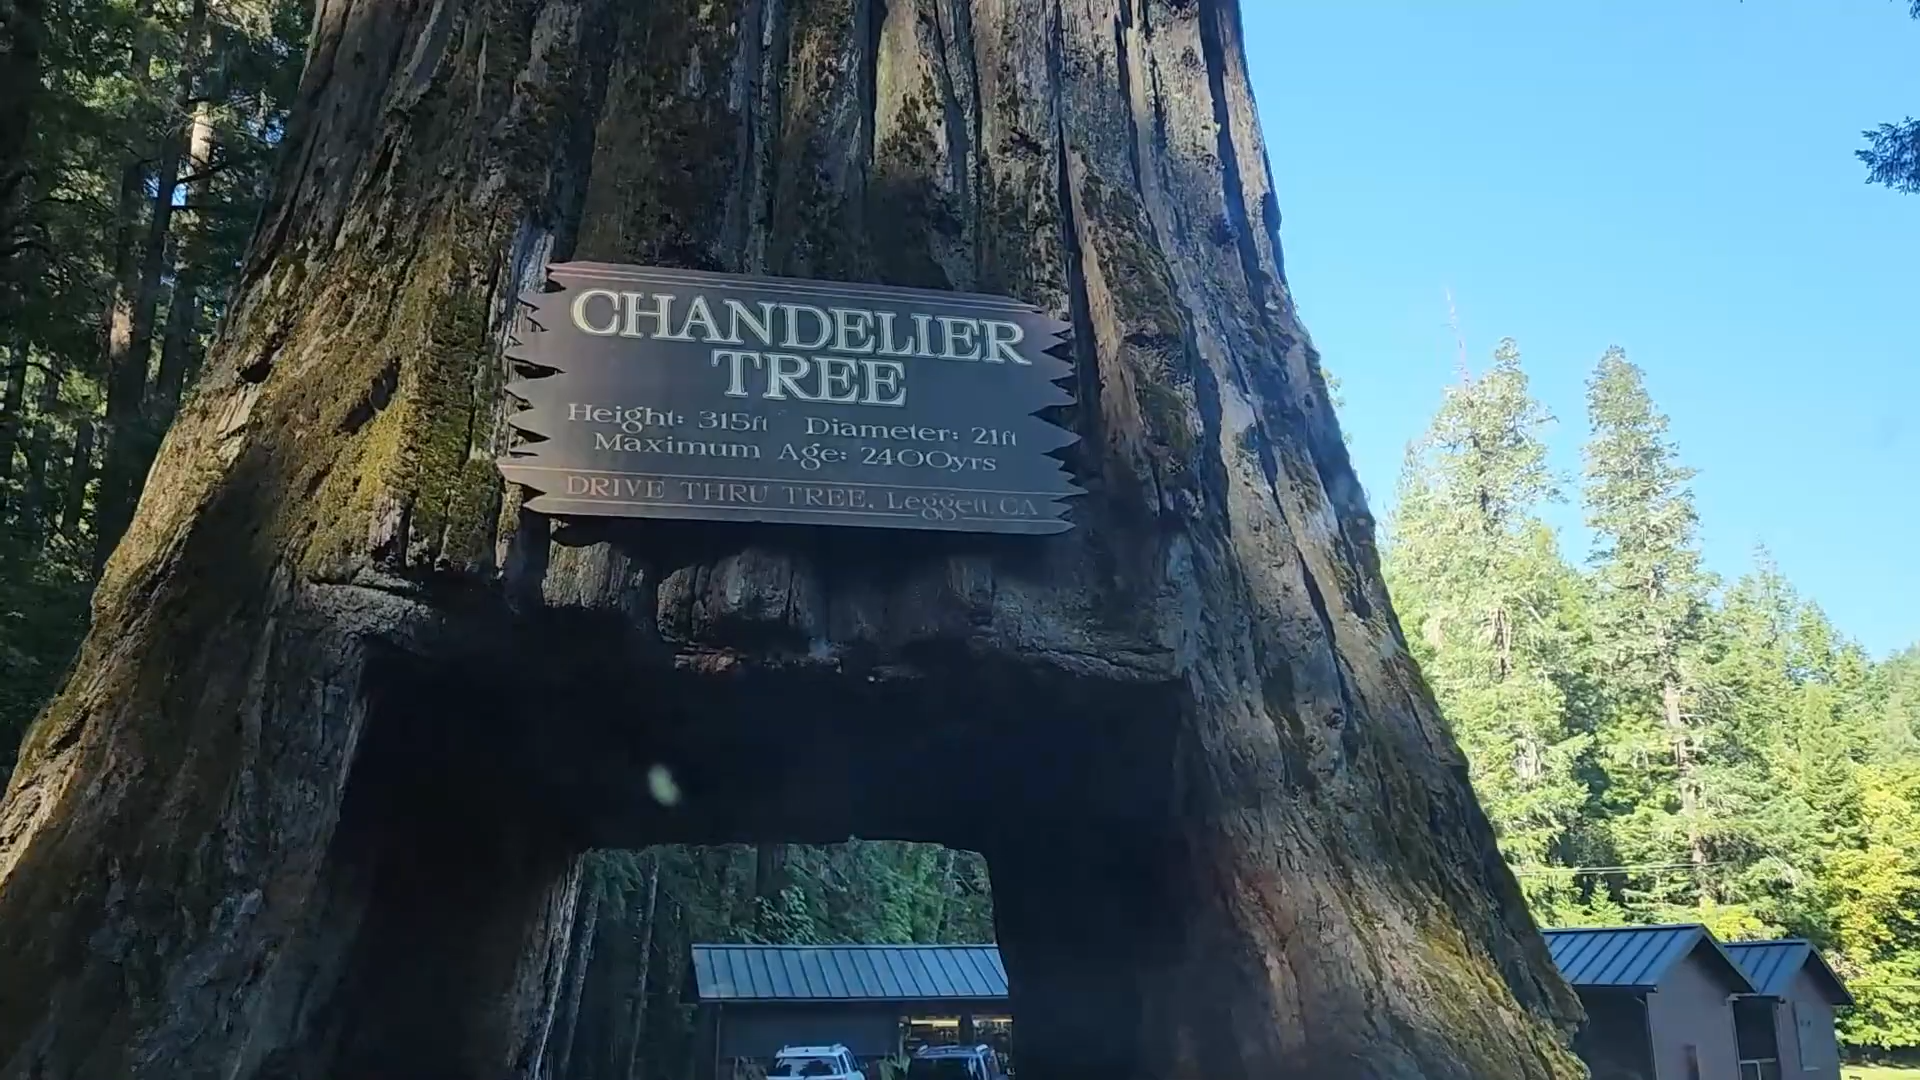 CHANDELIER
TREE
Height: 315ft Diameter: 21ft
Maximum Age: 2400yrs
DRIVE THRU TREE, Leggett, CA